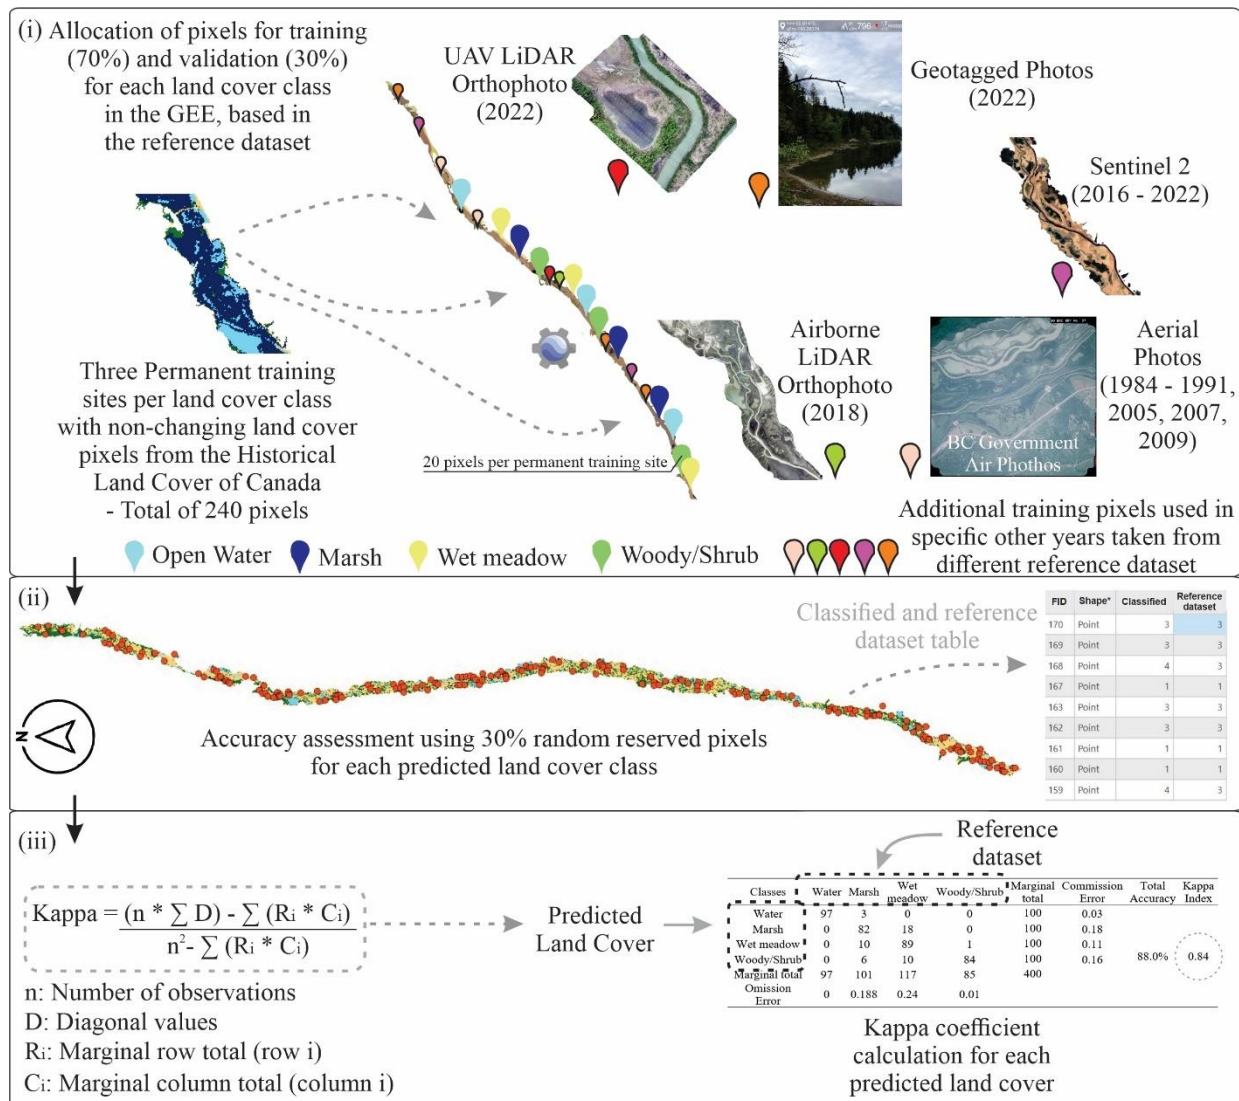 (i) Allocation of pixels for training
(70%) and validation (30%)
for each land cover class
in the GEE, based in
the reference dataset
UAV LiDAR
Orthophoto
(2022)
Geotagged Photos
(2022)
Sentinel 2
(2016 - 2022)
Three Permanent training
sites per land cover class
with non-changing land cover
pixels from the Historical
Land Cover of Canada
- Total of 240 pixels
20 pixels per permanent training site
Airborne
LiDAR
Orthophoto
(2018)
BC Government
Air Phothos
Aerial
Photos
(1984 - 1991,
2005, 2007,
2009)
Additional training pixels used in
specific other years taken from
different reference dataset
Open Water Marsh Wet meadow Woody/Shrub
(ii)
N
Accuracy assessment using 30% random reserved pixels
for each predicted land cover class
Classified and reference
dataset table
FID Shape* Classified Reference dataset
170 Point 3 3
169 Point 3 3
168 Point 4 3
167 Point 1 1
163 Point 3 3
162 Point 3 3
161 Point 1 1
160 Point 1 1
159 Point 4 3
(iii)
Kappa = (n * ∑ D) - ∑ (Ri * Ci)
n² - ∑ (Ri * Ci)
n: Number of observations
D: Diagonal values
Ri: Marginal row total (row i)
Ci: Marginal column total (column i)
Predicted
Land Cover
Reference
dataset
Classes Water Marsh Wet meadow Woody/Shrub Marginal total Commission Error Total Accuracy Kappa Index
Water 97 3 0 0 100 0.03
Marsh 0 82 18 0 100 0.18
Wet meadow 0 10 89 1 100 0.11
Woody/Shrub 0 6 10 84 100 0.16 88.0% 0.84
Marginal total 97 101 117 85 400
Omission Error 0 0.188 0.24 0.01
Kappa coefficient
calculation for each
predicted land cover